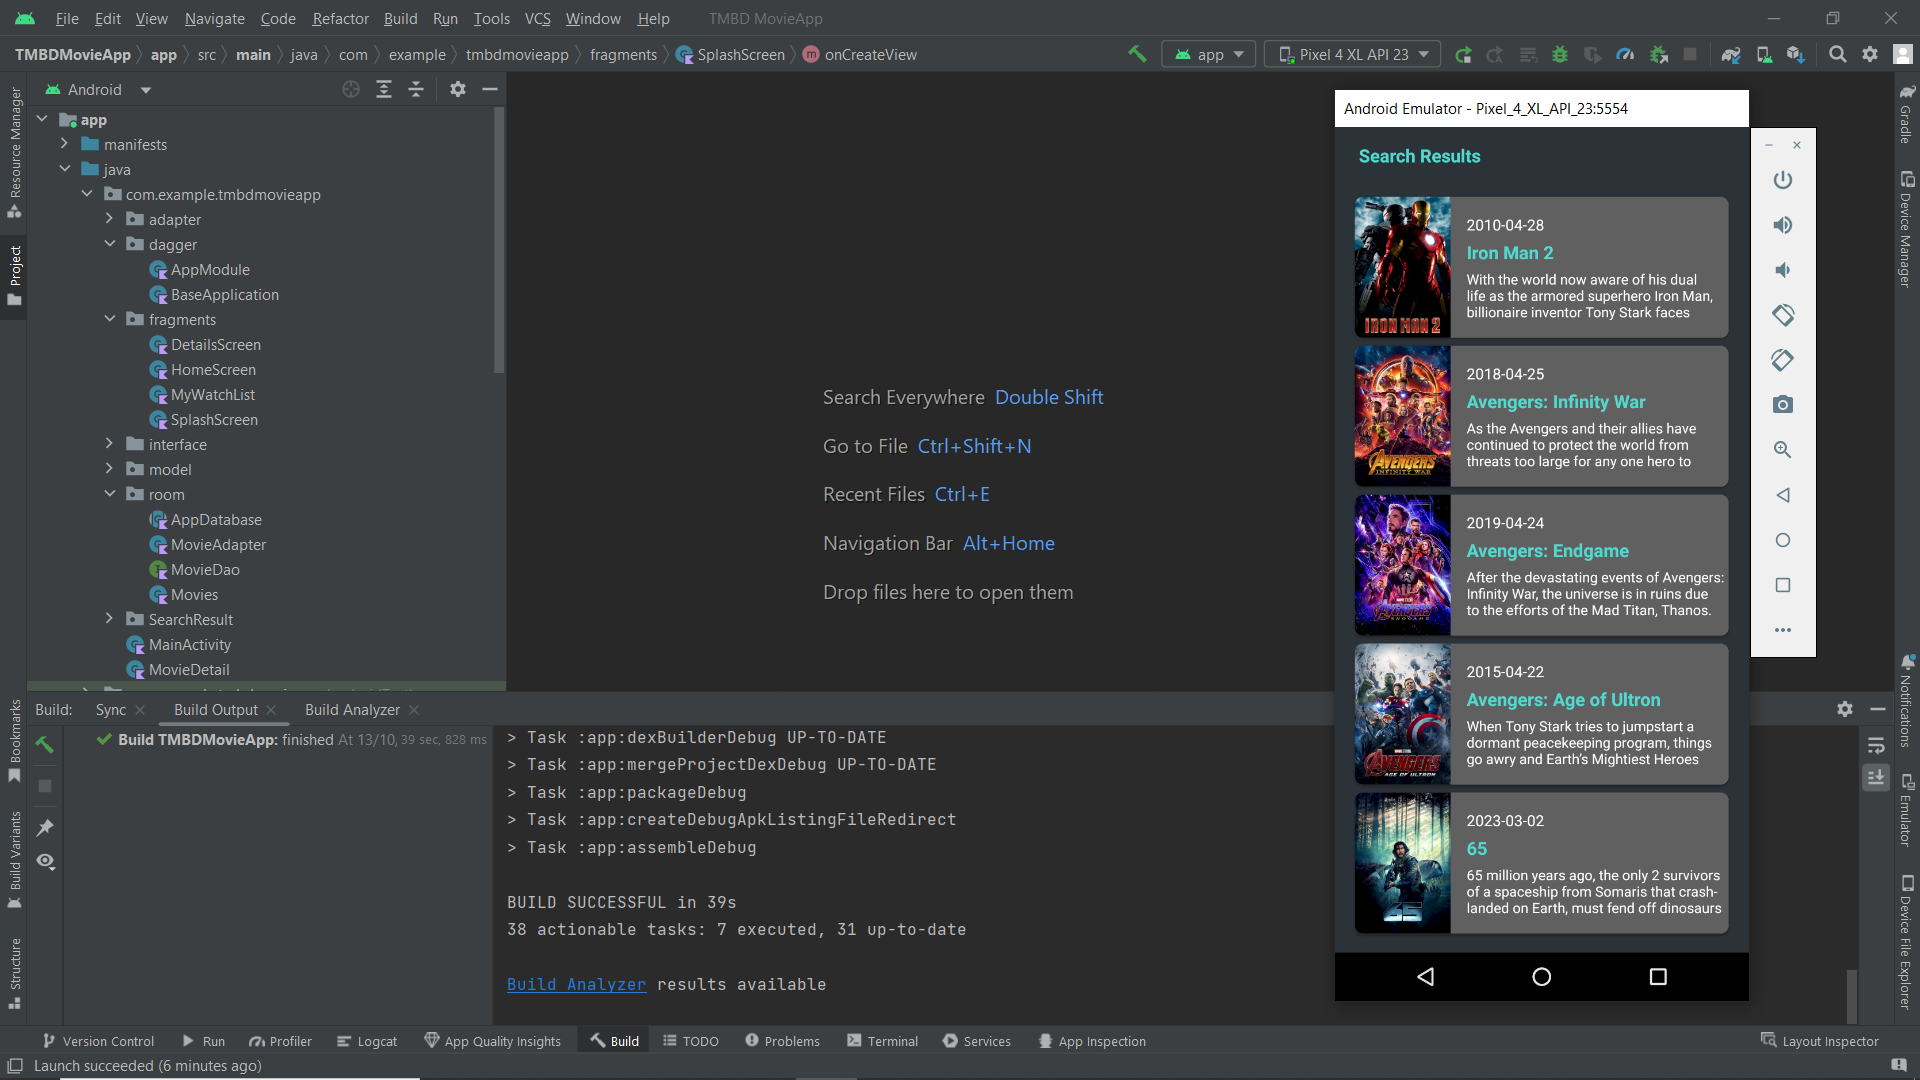 File Edit View Navigate Code Refactor Build Run Tools VCS Window Help TMBD MovieApp
TMBDMovieApp app src main java com example tmbdmovieapp fragments SplashScreen m onCreateView app Pixel 4 XL API 23
Resource Manager
Project
Bookmarks
Build Variants
Structure
Android
app
manifests
java
com.example.tmbdmovieapp
adapter
dagger
AppModule
BaseApplication
fragments
DetailsScreen
HomeScreen
MyWatchList
SplashScreen
interface
model
room
AppDatabase
MovieAdapter
MovieDao
Movies
SearchResult
MainActivity
MovieDetail
Search Everywhere Double Shift
Go to File Ctrl+Shift+N
Recent Files Ctrl+E
Navigation Bar Alt+Home
Drop files here to open them
Android Emulator - Pixel_4_XL_API_23:5554
Search Results
IRON MAN 2
2010-04-28
Iron Man 2
With the world now aware of his dual
life as the armored superhero Iron Man,
billionaire inventor Tony Stark faces
AVENGERS
INFINITY WAR
2018-04-25
Avengers: Infinity War
As the Avengers and their allies have
continued to protect the world from
threats too large for any one hero to
AVENGERS
ENDGAME
2019-04-24
Avengers: Endgame
After the devastating events of Avengers:
Infinity War, the universe is in ruins due
to the efforts of the Mad Titan, Thanos.
AVENGERS
AGE OF ULTRON
2015-04-22
Avengers: Age of Ultron
When Tony Stark tries to jumpstart a
dormant peacekeeping program, things
go awry and Earth’s Mightiest Heroes
65
2023-03-02
65
65 million years ago, the only 2 survivors
of a spaceship from Somaris that crash-
landed on Earth, must fend off dinosaurs
Gradle
Device Manager
Notifications
Emulator
Device File Explorer
Build: Sync Build Output Build Analyzer
Build TMBDMovieApp: finished At 13/10, 39 sec, 828 ms
> Task :app:dexBuilderDebug UP-TO-DATE
> Task :app:mergeProjectDexDebug UP-TO-DATE
> Task :app:packageDebug
> Task :app:createDebugApkListingFileRedirect
> Task :app:assembleDebug
BUILD SUCCESSFUL in 39s
38 actionable tasks: 7 executed, 31 up-to-date
Build Analyzer results available
Version Control Run Profiler Logcat App Quality Insights Build TODO Problems Terminal Services App Inspection Layout Inspector
Launch succeeded (6 minutes ago)